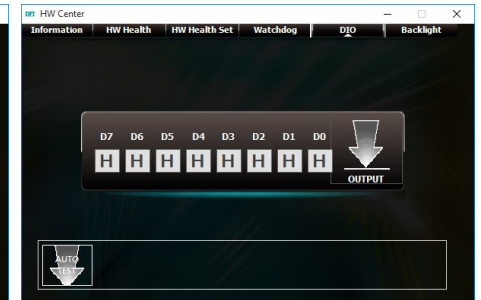 DFI HW Center
Information HW Health HW Health Set Watchdog DIO Backlight
D7 D6 D5 D4 D3 D2 D1 D0
H H H H H H H H
OUTPUT
AUTO
TEST